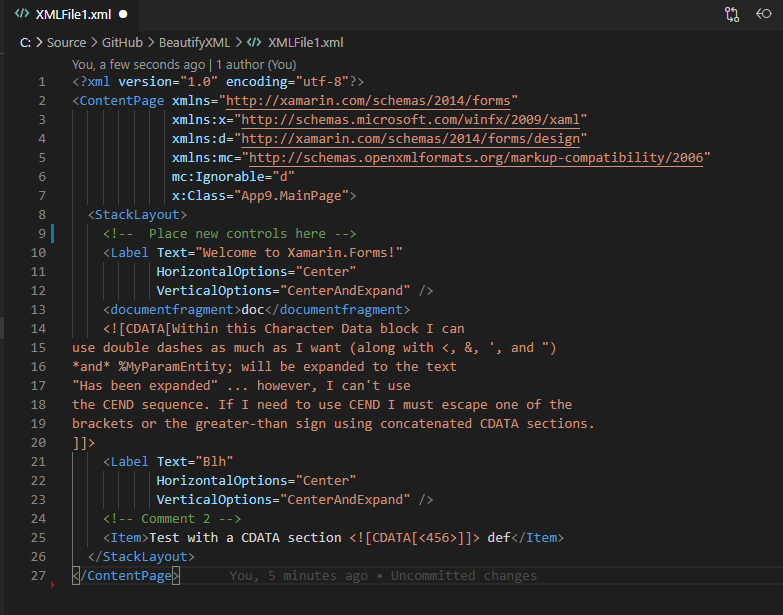 XMLFile1.xml
C: > Source > GitHub > BeautifyXML > XMLFile1.xml
You, a few seconds ago | 1 author (You)
1 <?xml version="1.0" encoding="utf-8"?>
2 <ContentPage xmlns="http://xamarin.com/schemas/2014/forms"
3 xmlns:x="http://schemas.microsoft.com/winfx/2009/xaml"
4 xmlns:d="http://xamarin.com/schemas/2014/forms/design"
5 xmlns:mc="http://schemas.openxmlformats.org/markup-compatibility/2006"
6 mc:Ignorable="d"
7 x:Class="App9.MainPage">
8 <StackLayout>
9 <!--  Place new controls here -->
10 <Label Text="Welcome to Xamarin.Forms!"
11 HorizontalOptions="Center"
12 VerticalOptions="CenterAndExpand" />
13 <documentfragment>doc</documentfragment>
14 <![CDATA[Within this Character Data block I can
15 use double dashes as much as I want (along with <, &, ', and ")
16 *and* %MyParamEntity; will be expanded to the text
17 "Has been expanded" ... however, I can't use
18 the CEND sequence. If I need to use CEND I must escape one of the
19 brackets or the greater-than sign using concatenated CDATA sections.
20 ]]>
21 <Label Text="Blh"
22 HorizontalOptions="Center"
23 VerticalOptions="CenterAndExpand" />
24 <!-- Comment 2 -->
25 <Item>Test with a CDATA section <![CDATA[<456>]]> def</Item>
26 </StackLayout>
27 </ContentPage> You, 5 minutes ago • Uncommitted changes